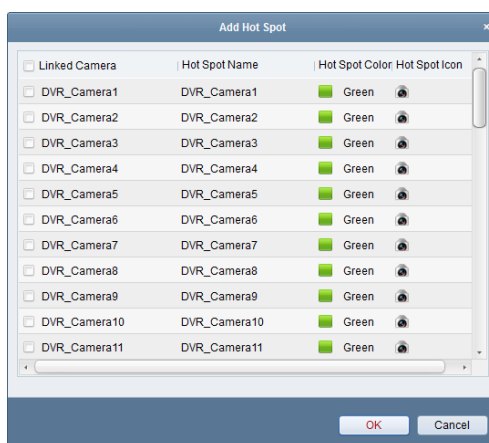 Add Hot Spot ×
Linked Camera Hot Spot Name Hot Spot Color Hot Spot Icon
DVR_Camera1 DVR_Camera1 Green
DVR_Camera2 DVR_Camera2 Green
DVR_Camera3 DVR_Camera3 Green
DVR_Camera4 DVR_Camera4 Green
DVR_Camera5 DVR_Camera5 Green
DVR_Camera6 DVR_Camera6 Green
DVR_Camera7 DVR_Camera7 Green
DVR_Camera8 DVR_Camera8 Green
DVR_Camera9 DVR_Camera9 Green
DVR_Camera10 DVR_Camera10 Green
DVR_Camera11 DVR_Camera11 Green
OK Cancel